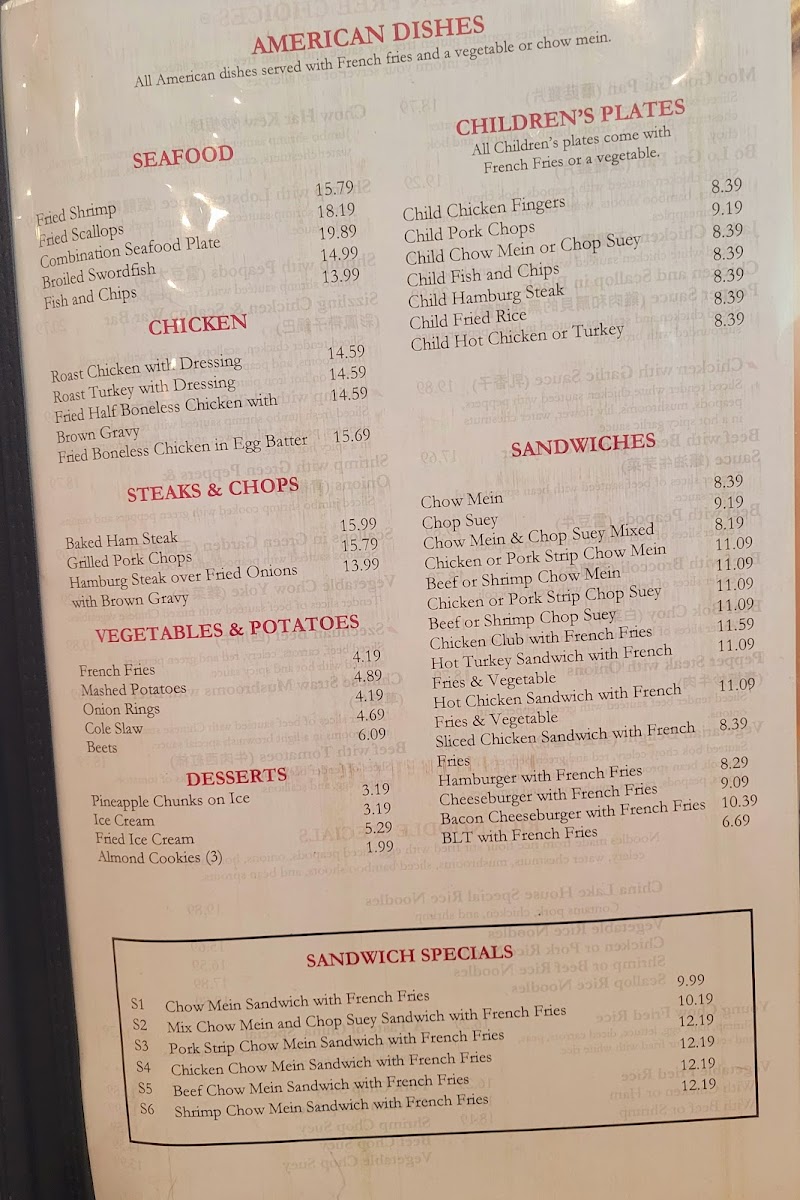 AMERICAN DISHES
All American dishes served with French fries and a vegetable or chow mein.
SEAFOOD
Fried Shrimp 15.79
Fried Scallops 18.19
Combination Seafood Plate 19.89
Broiled Swordfish 14.99
Fish and Chips 13.99
CHICKEN
Roast Chicken with Dressing 14.59
Roast Turkey with Dressing 14.59
Fried Half Boneless Chicken with 14.59
Brown Gravy
Fried Boneless Chicken in Egg Batter 15.69
STEAKS & CHOPS
Baked Ham Steak 15.99
Grilled Pork Chops 15.79
Hamburg Steak over Fried Onions 13.99
with Brown Gravy
VEGETABLES & POTATOES
French Fries 4.19
Mashed Potatoes 4.89
Onion Rings 4.19
Cole Slaw 4.69
Beets 6.09
DESSERTS
Pineapple Chunks on Ice 3.19
Ice Cream 3.19
Fried Ice Cream 5.29
Almond Cookies (3) 1.99
CHILDREN'S PLATES
All Children's plates come with
French Fries or a vegetable.
Child Chicken Fingers 8.39
Child Pork Chops 9.19
Child Chow Mein or Chop Suey 8.39
Child Fish and Chips 8.39
Child Hamburg Steak 8.39
Child Fried Rice 8.39
Child Hot Chicken or Turkey 8.39
SANDWICHES
Chow Mein 8.39
Chop Suey 9.19
Chow Mein & Chop Suey Mixed 8.19
Chicken or Pork Strip Chow Mein 11.09
Beef or Shrimp Chow Mein 11.09
Chicken or Pork Strip Chop Suey 11.09
Beef or Shrimp Chop Suey 11.09
Chicken Club with French Fries 11.59
Hot Turkey Sandwich with French 11.09
Fries & Vegetable
Hot Chicken Sandwich with French 11.09
Fries & Vegetable
Sliced Chicken Sandwich with French 8.39
Fries
Hamburger with French Fries 8.29
Cheeseburger with French Fries 9.09
Bacon Cheeseburger with French Fries 10.39
BLT with French Fries 6.69
SANDWICH SPECIALS
S1 Chow Mein Sandwich with French Fries 9.99
S2 Mix Chow Mein and Chop Suey Sandwich with French Fries 10.19
S3 Pork Strip Chow Mein Sandwich with French Fries 12.19
S4 Chicken Chow Mein Sandwich with French Fries 12.19
S5 Beef Chow Mein Sandwich with French Fries 12.19
S6 Shrimp Chow Mein Sandwich with French Fries 12.19